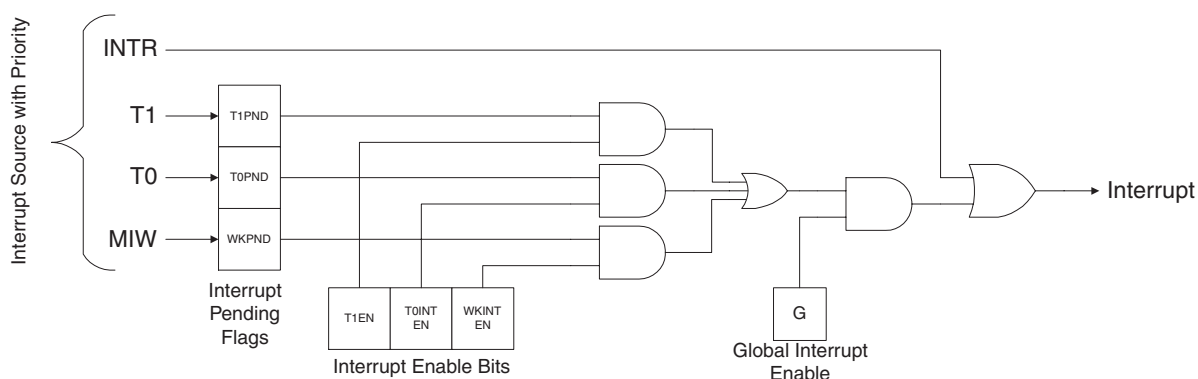 Interrupt Source with Priority
INTR
T1
T1PND
T0
T0PND
MIW
WKPND
Interrupt
Pending
Flags
T1EN
T0INT
EN
WKINT
EN
Interrupt Enable Bits
G
Global Interrupt
Enable
Interrupt